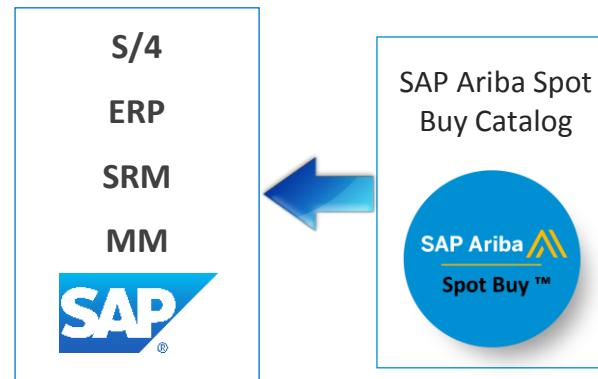 S/4
ERP
SRM
MM
SAP
®
SAP Ariba Spot
Buy Catalog
SAP Ariba
Spot Buy ™